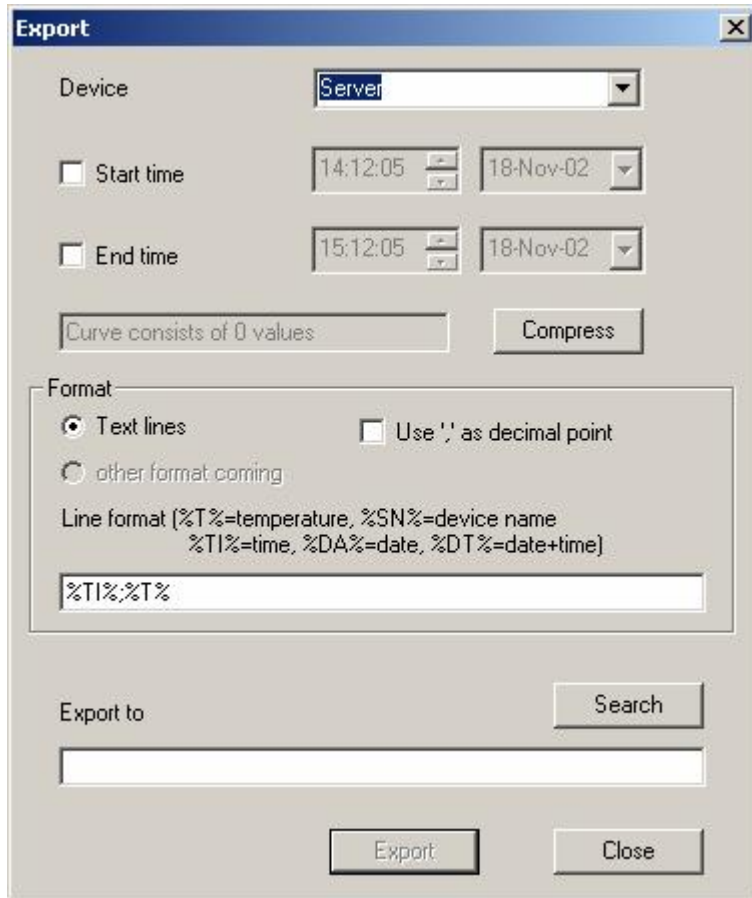 Export
Device Server
Start time 14:12:05 18-Nov-02
End time 15:12:05 18-Nov-02
Curve consists of 0 values Compress
Format
Text lines Use ',' as decimal point
other format coming
Line format (%T%=temperature, %SN%=device name
%TI%=time, %DA%=date, %DT%=date+time)
%TI%;%T%
Search
Export to
Export Close